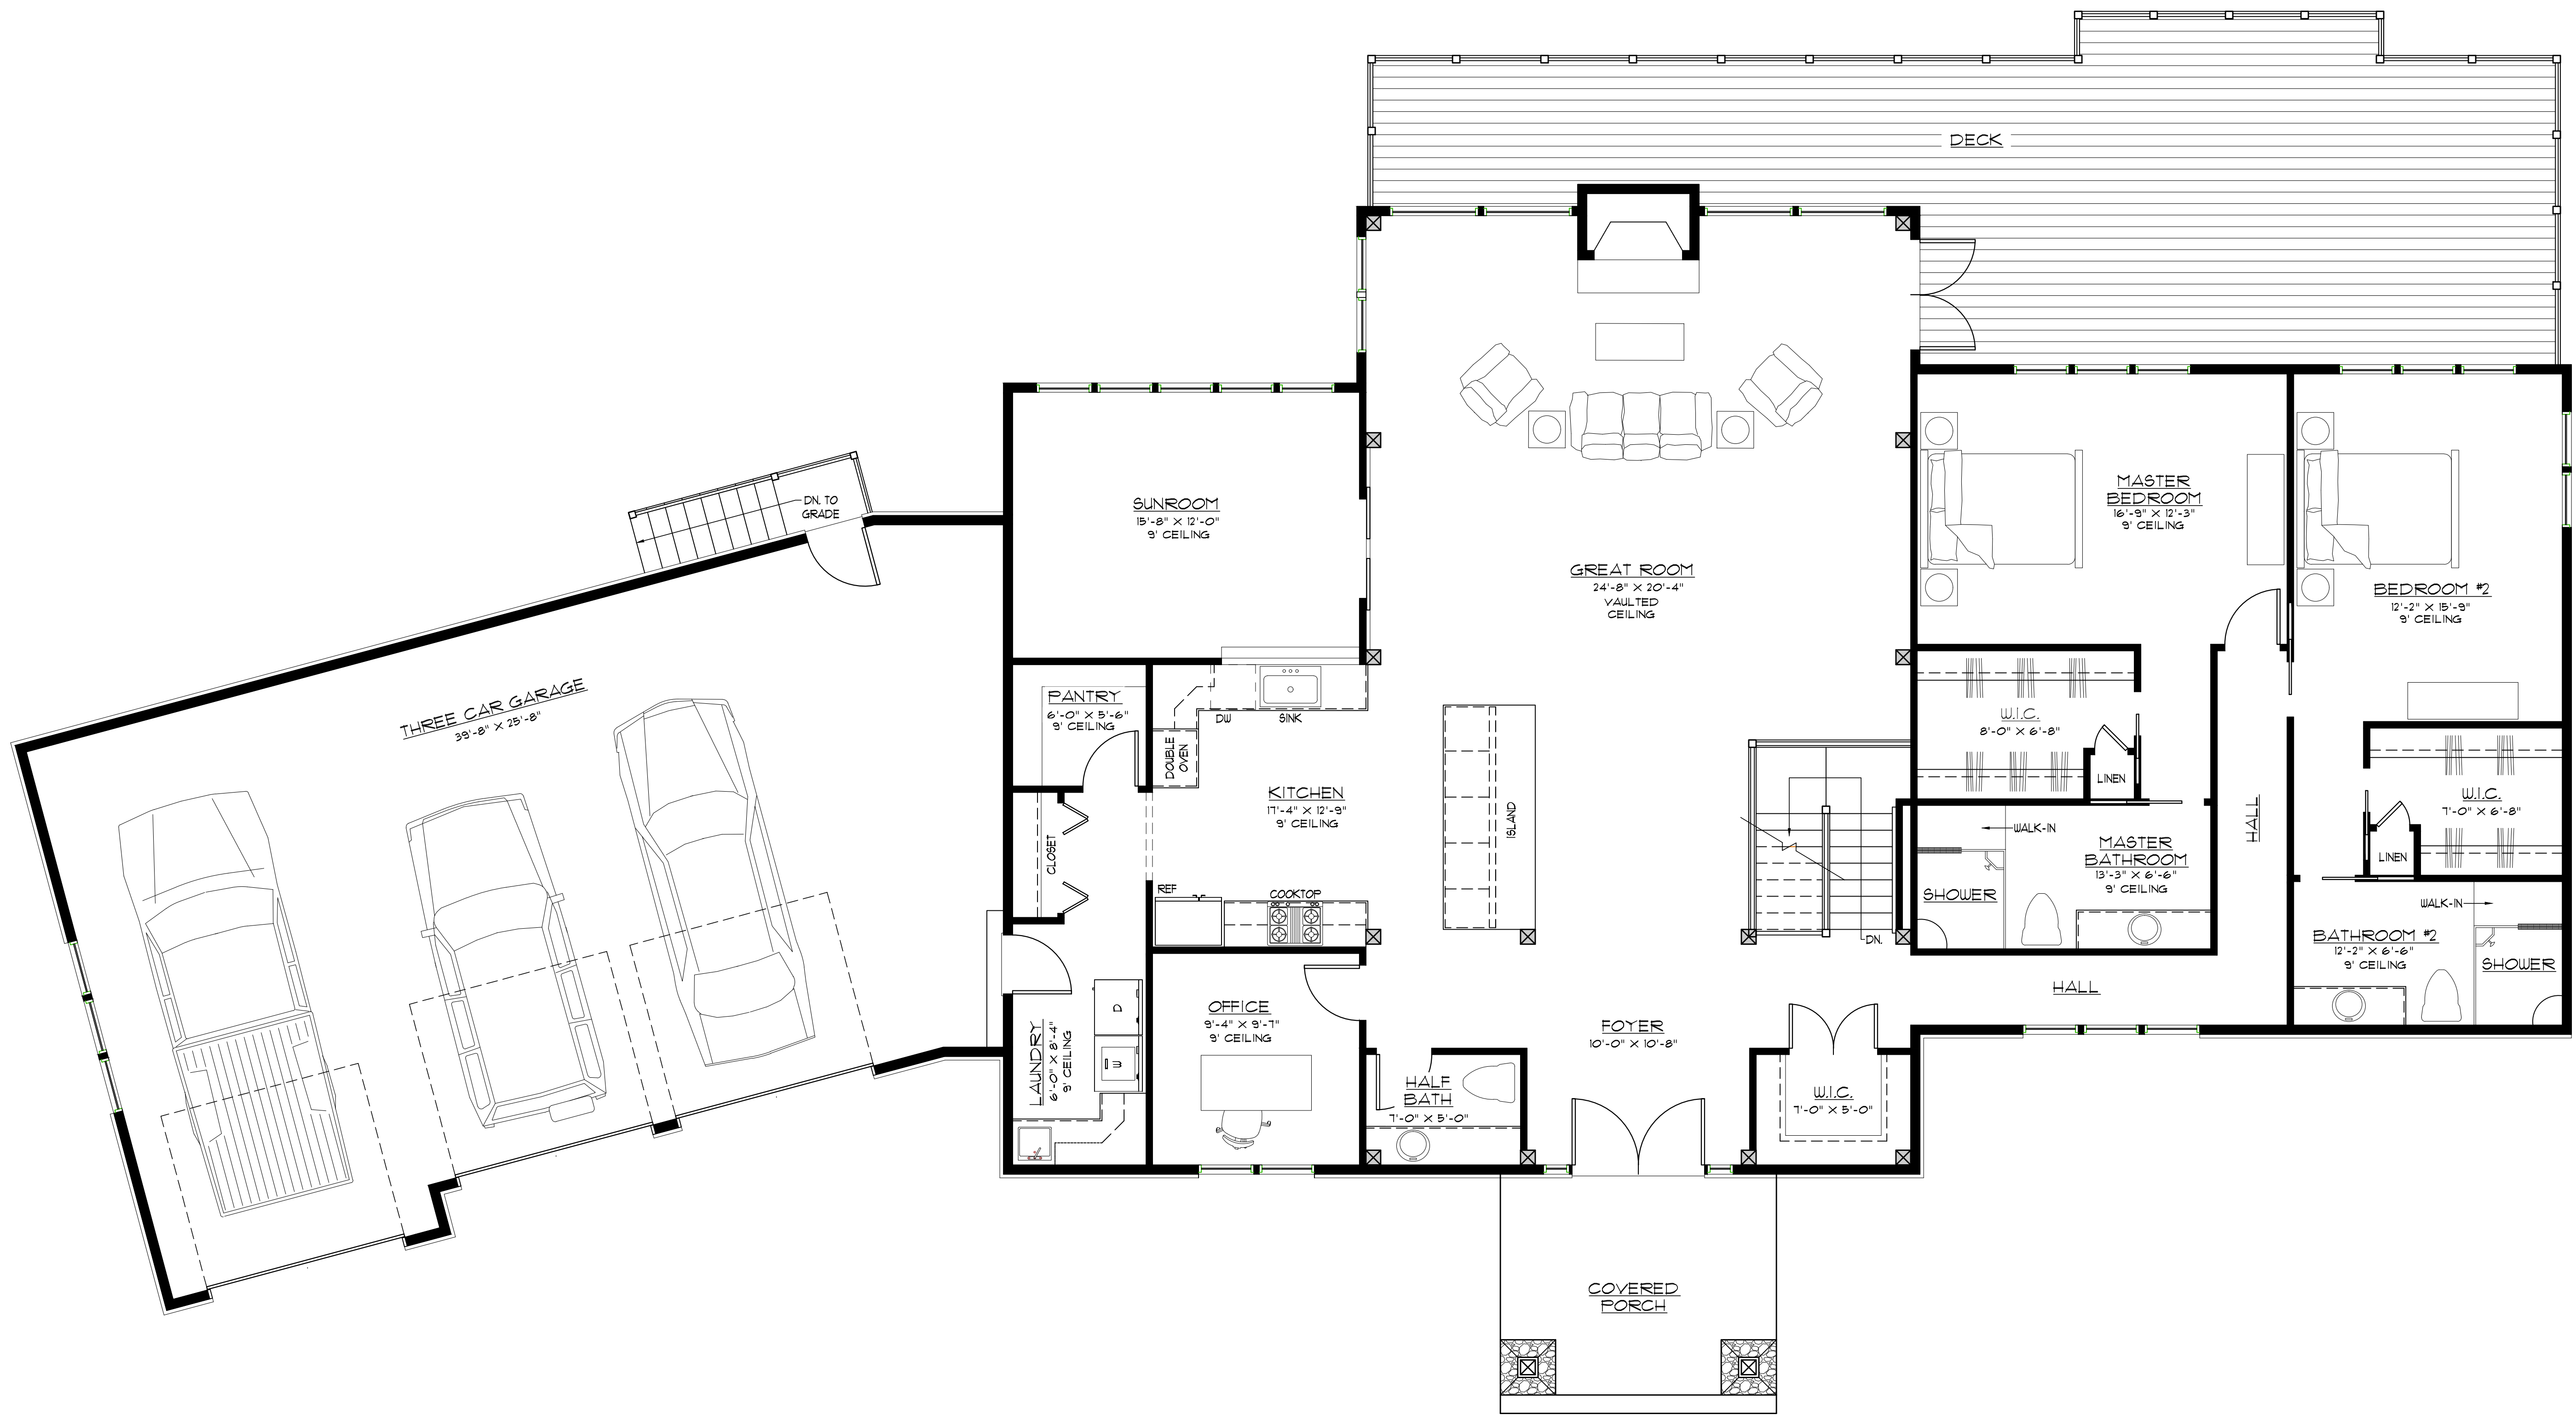 DECK
DN. TO
GRADE
SUNROOM
15'-8" X 12'-0"
9' CEILING
GREAT ROOM
24'-8" X 20'-4"
VAULTED
CEILING
MASTER
BEDROOM
16'-9" X 12'-3"
9' CEILING
BEDROOM #2
12'-2" X 15'-9"
9' CEILING
THREE CAR GARAGE
39'-8" X 25'-8"
PANTRY
6'-0" X 5'-6"
9' CEILING
DW
SINK
DOUBLE
OVEN
KITCHEN
17'-4" X 12'-9"
9' CEILING
ISLAND
CLOSET
REF
COOKTOP
DN.
W.I.C.
8'-0" X 6'-8"
LINEN
WALK-IN
MASTER
BATHROOM
13'-3" X 6'-6"
9' CEILING
SHOWER
HALL
W.I.C.
7'-0" X 6'-8"
LINEN
WALK-IN
BATHROOM #2
12'-2" X 6'-6"
9' CEILING
SHOWER
HALL
OFFICE
9'-4" X 9'-7"
9' CEILING
D
W
LAUNDRY
6'-0" X 8'-4"
9' CEILING
FOYER
10'-0" X 10'-8"
HALF
BATH
7'-0" X 5'-0"
W.I.C.
7'-0" X 5'-0"
COVERED
PORCH